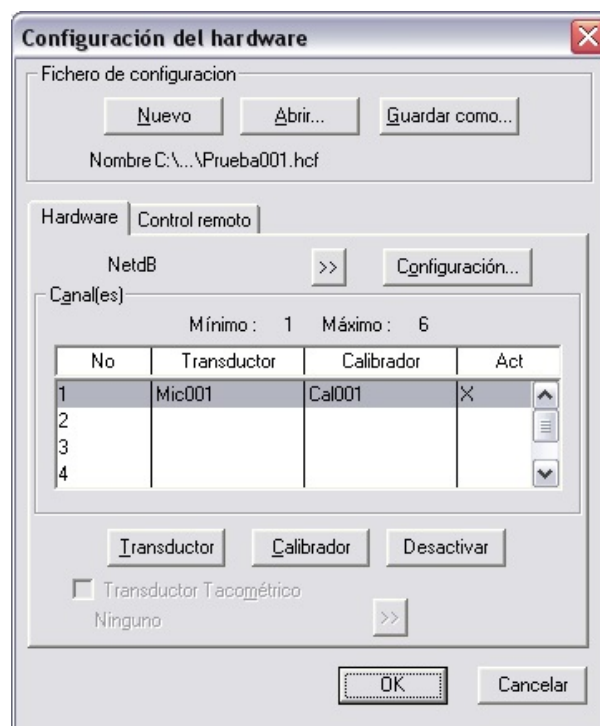 Configuración del hardware
Fichero de configuracion
Nuevo Abrir... Guardar como...
Nombre C:\...\Prueba001.hcf
Hardware Control remoto
NetdB >> Configuración...
Canal(es)
Mínimo : 1 Máximo : 6
No Transductor Calibrador Act
1 Mic001 Cal001 X
2
3
4
Transductor Calibrador Desactivar
Transductor Tacométrico
Ninguno >>
OK Cancelar